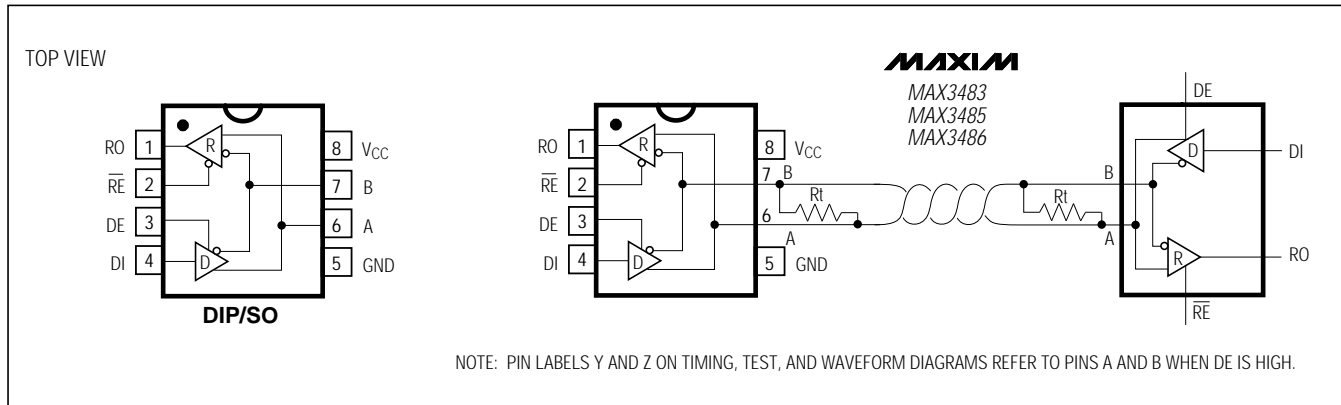 TOP VIEW
RO 1
RE 2
DE 3
DI 4
8 VCC
7 B
6 A
5 GND
R
D
DIP/SO
MAXIM
MAX3483
MAX3485
MAX3486
RO 1
RE 2
DE 3
DI 4
8 VCC
7 B
6 A
5 GND
R
D
Rt
Rt
B
A
DE
D
DI
R
RO
RE
NOTE: PIN LABELS Y AND Z ON TIMING, TEST, AND WAVEFORM DIAGRAMS REFER TO PINS A AND B WHEN DE IS HIGH.